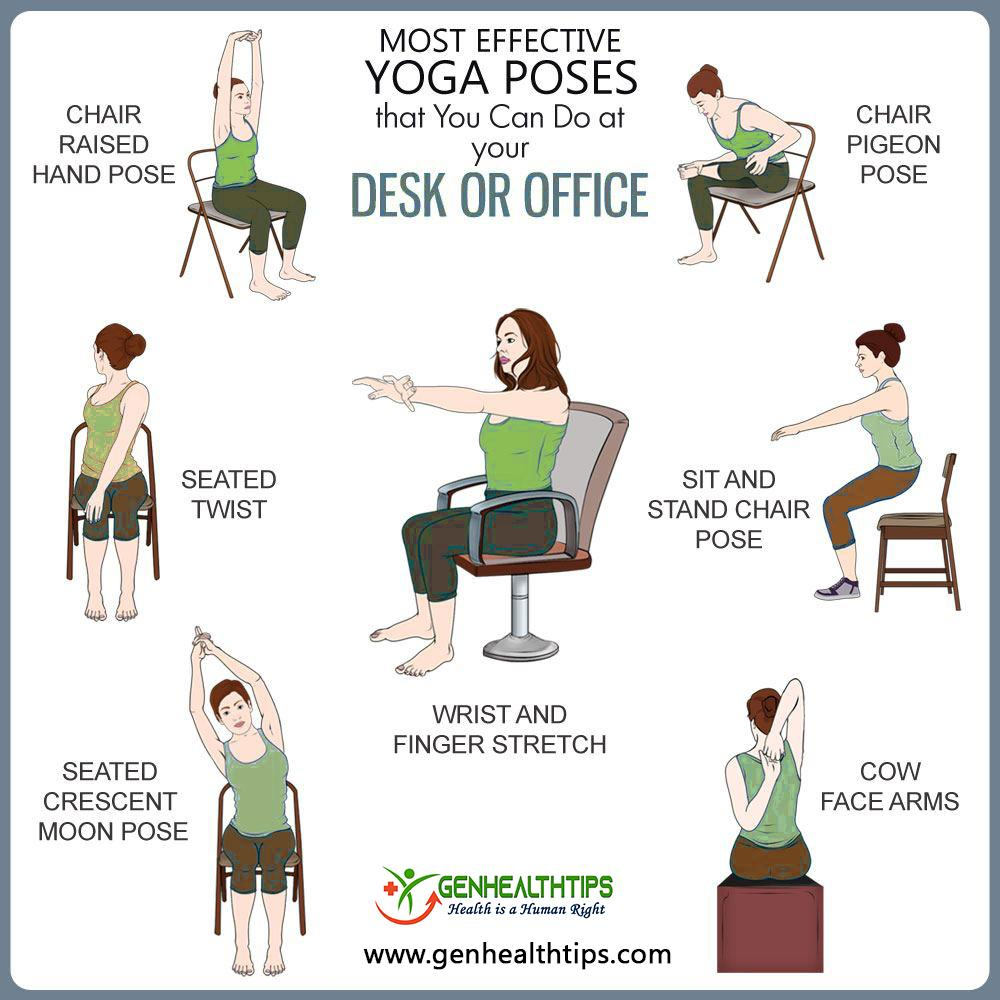 MOST EFFECTIVE
YOGA POSES
that You Can Do at
your
DESK OR OFFICE
CHAIR
RAISED
HAND POSE
CHAIR
PIGEON
POSE
SEATED
TWIST
SIT AND
STAND CHAIR
POSE
WRIST AND
FINGER STRETCH
SEATED
CRESCENT
MOON POSE
COW
FACE ARMS
GENHEALTHTIPS
Health is a Human Right
www.genhealthtips.com